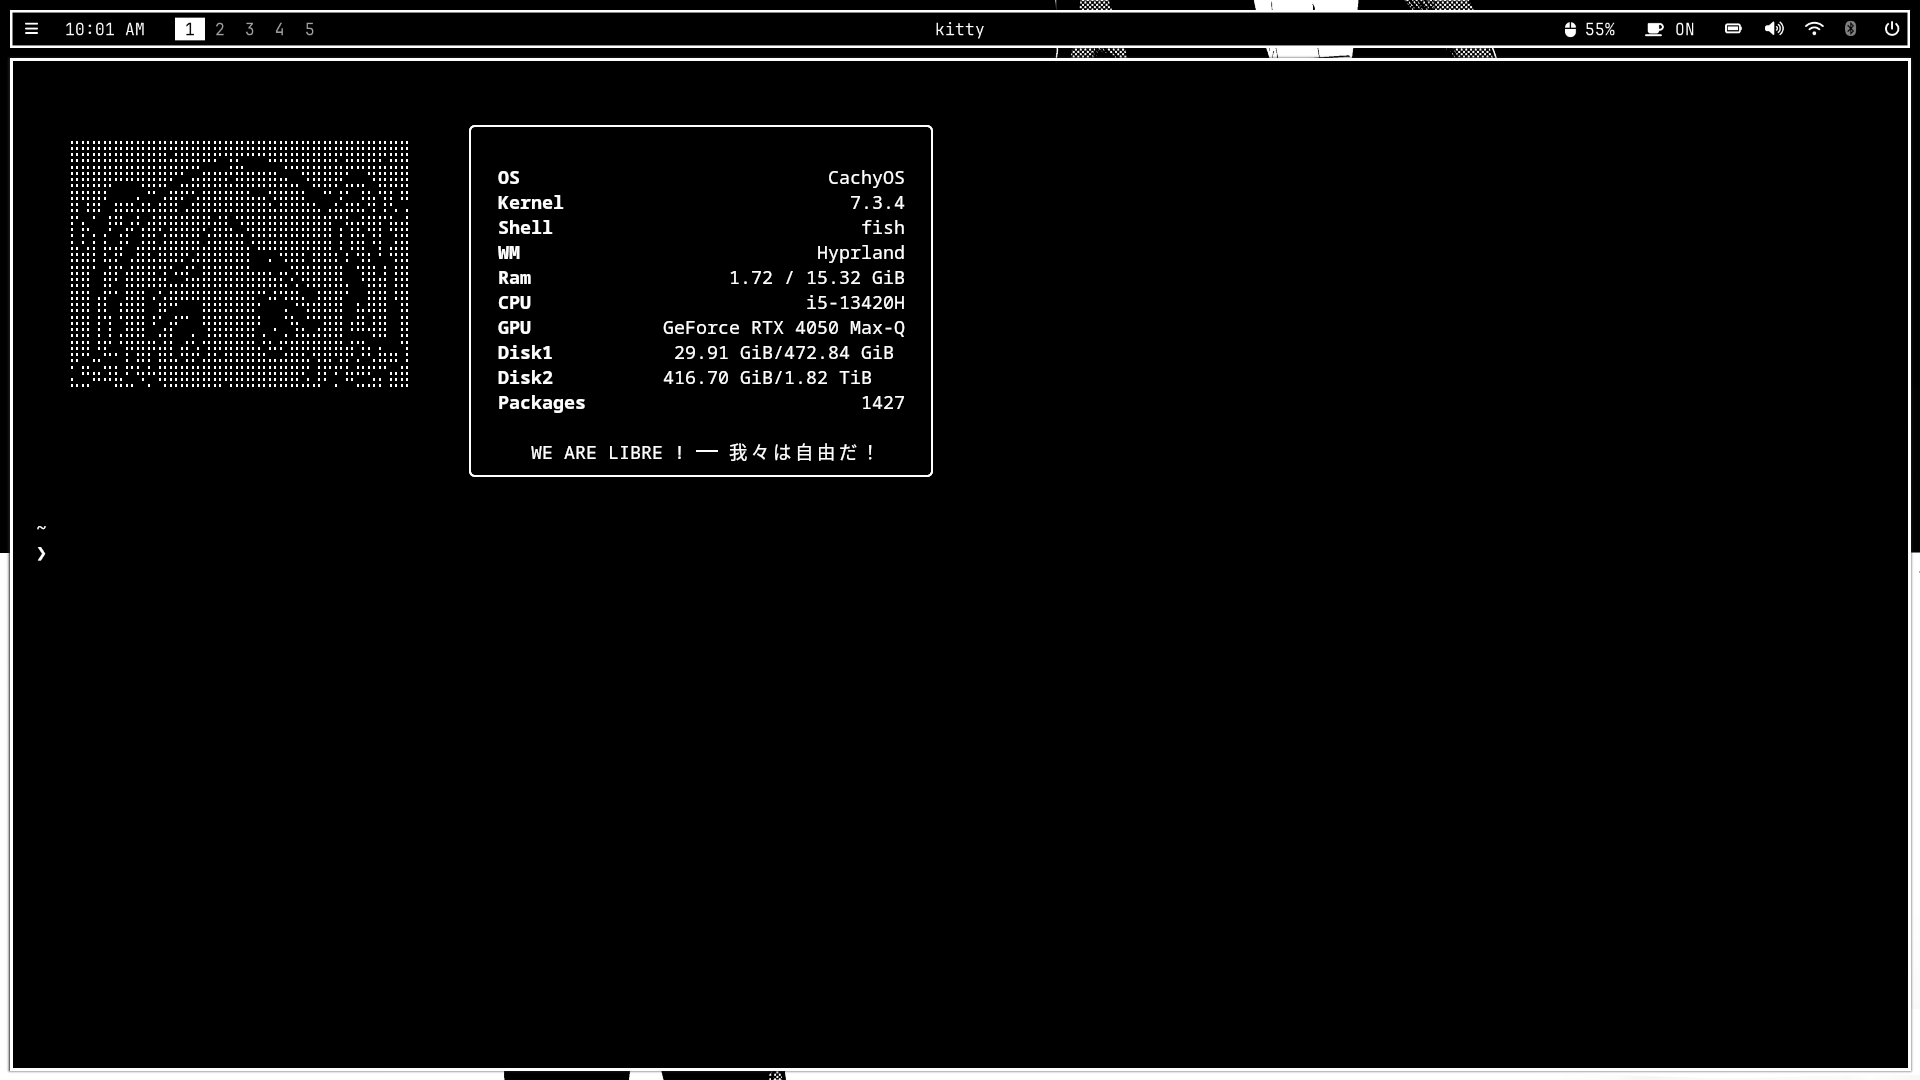 10:01 AM 1 2 3 4 5 kitty 55% ON
OS CachyOS
Kernel 7.3.4
Shell fish
WM Hyprland
Ram 1.72 / 15.32 GiB
CPU i5-13420H
GPU GeForce RTX 4050 Max-Q
Disk1 29.91 GiB/472.84 GiB
Disk2 416.70 GiB/1.82 TiB
Packages 1427
WE ARE LIBRE ! ── 我々は自由だ！
~
❯